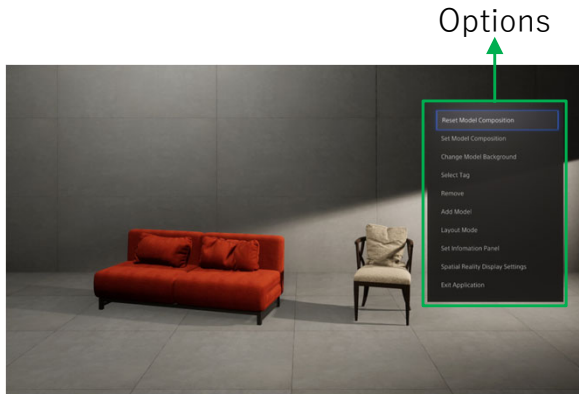 Options
Reset Model Composition
Set Model Composition
Change Model Background
Select Tag
Remove
Add Model
Layout Mode
Set Infomation Panel
Spatial Reality Display Settings
Exit Application